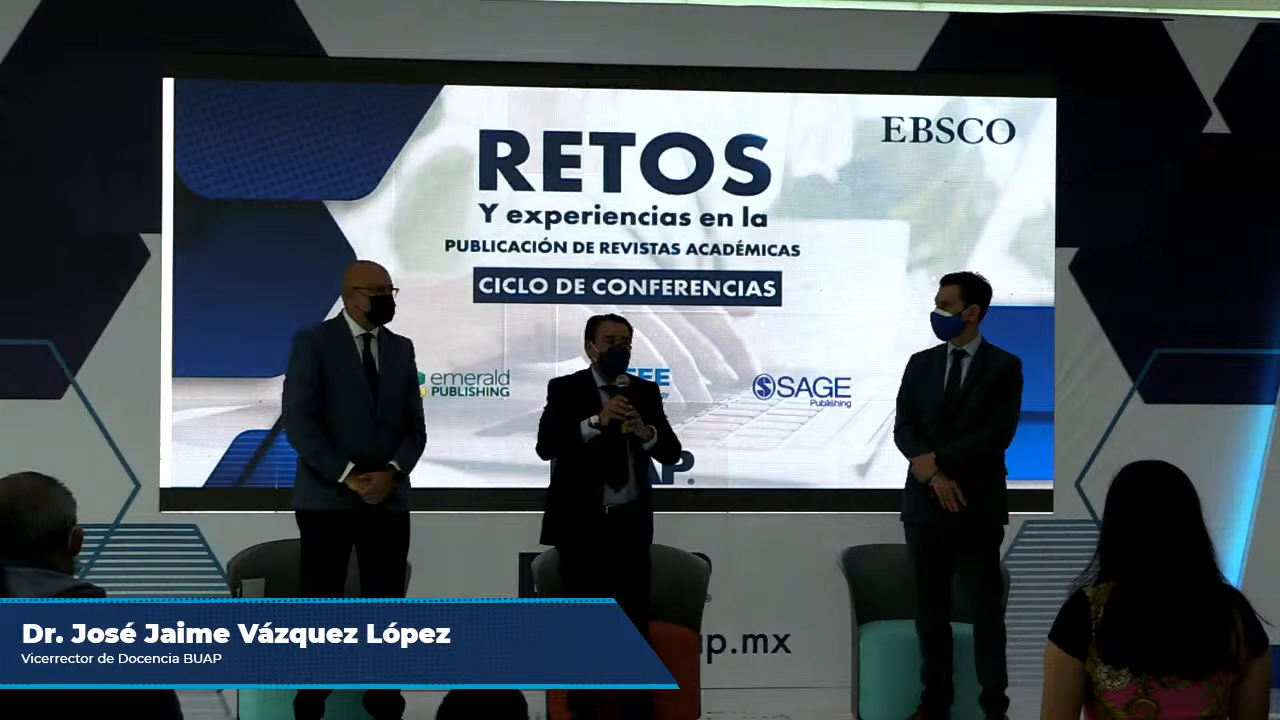 EBSCO
RETOS
Y experiencias en la
PUBLICACIÓN DE REVISTAS ACADÉMICAS
CICLO DE CONFERENCIAS
emerald
PUBLISHING
SAGE
Publishing
Dr. José Jaime Vázquez López
Vicerrector de Docencia BUAP
p.mx